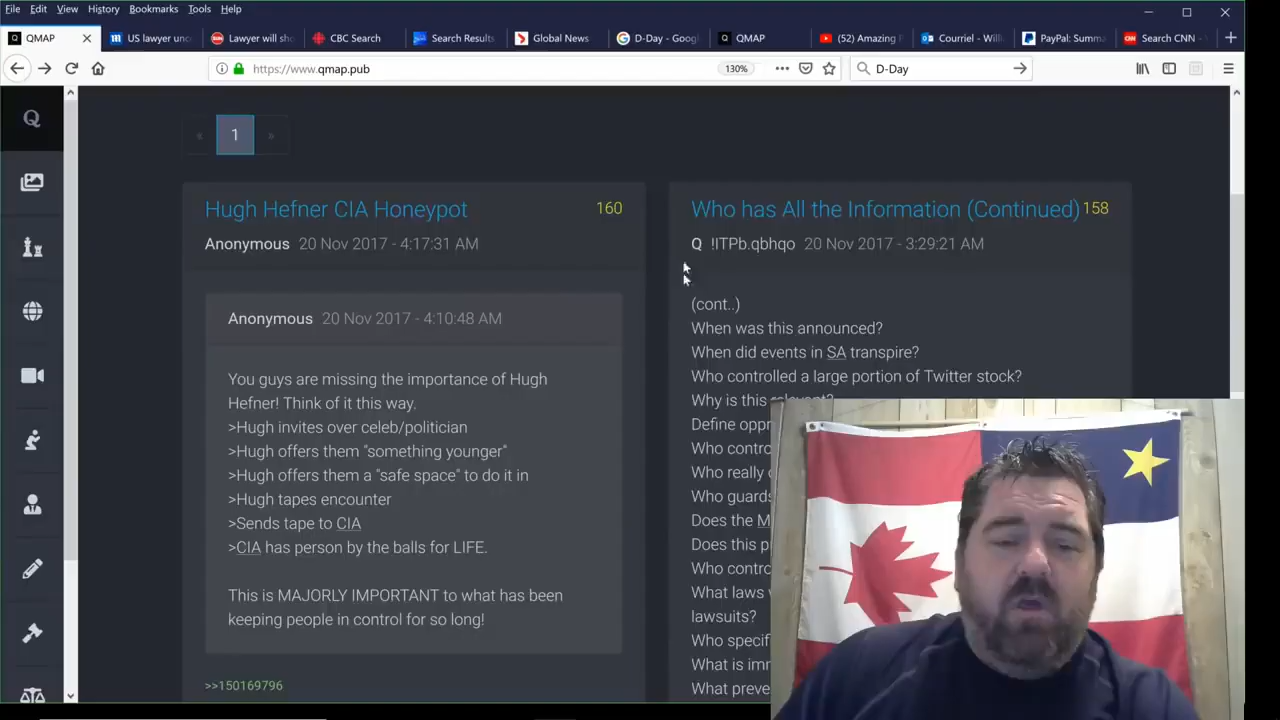 File Edit View History Bookmarks Tools Help
QMAP
US lawyer unc
Lawyer will sh
CBC Search
Search Results
Global News
D-Day - Goog
QMAP
(52) Amazing
Courriel - Will
PayPal: Summa
Search CNN -
https://www.qmap.pub
130%
D-Day
Q
« 1 »
Hugh Hefner CIA Honeypot 160
Anonymous 20 Nov 2017 - 4:17:31 AM
Anonymous 20 Nov 2017 - 4:10:48 AM
You guys are missing the importance of Hugh
Hefner! Think of it this way.
>Hugh invites over celeb/politician
>Hugh offers them "something younger"
>Hugh offers them a "safe space" to do it in
>Hugh tapes encounter
>Sends tape to CIA
>CIA has person by the balls for LIFE.
This is MAJORLY IMPORTANT to what has been
keeping people in control for so long!
>>150169796
Who has All the Information (Continued) 158
Q !ITPb.qbhqo 20 Nov 2017 - 3:29:21 AM
(cont..)
When was this announced?
When did events in SA transpire?
Who controlled a large portion of Twitter stock?
Why is this relevant?
Define oppr
Who contro
Who really
Who guards
Does the M
Does this p
Who contro
What laws
lawsuits?
Who specif
What is imr
What preve